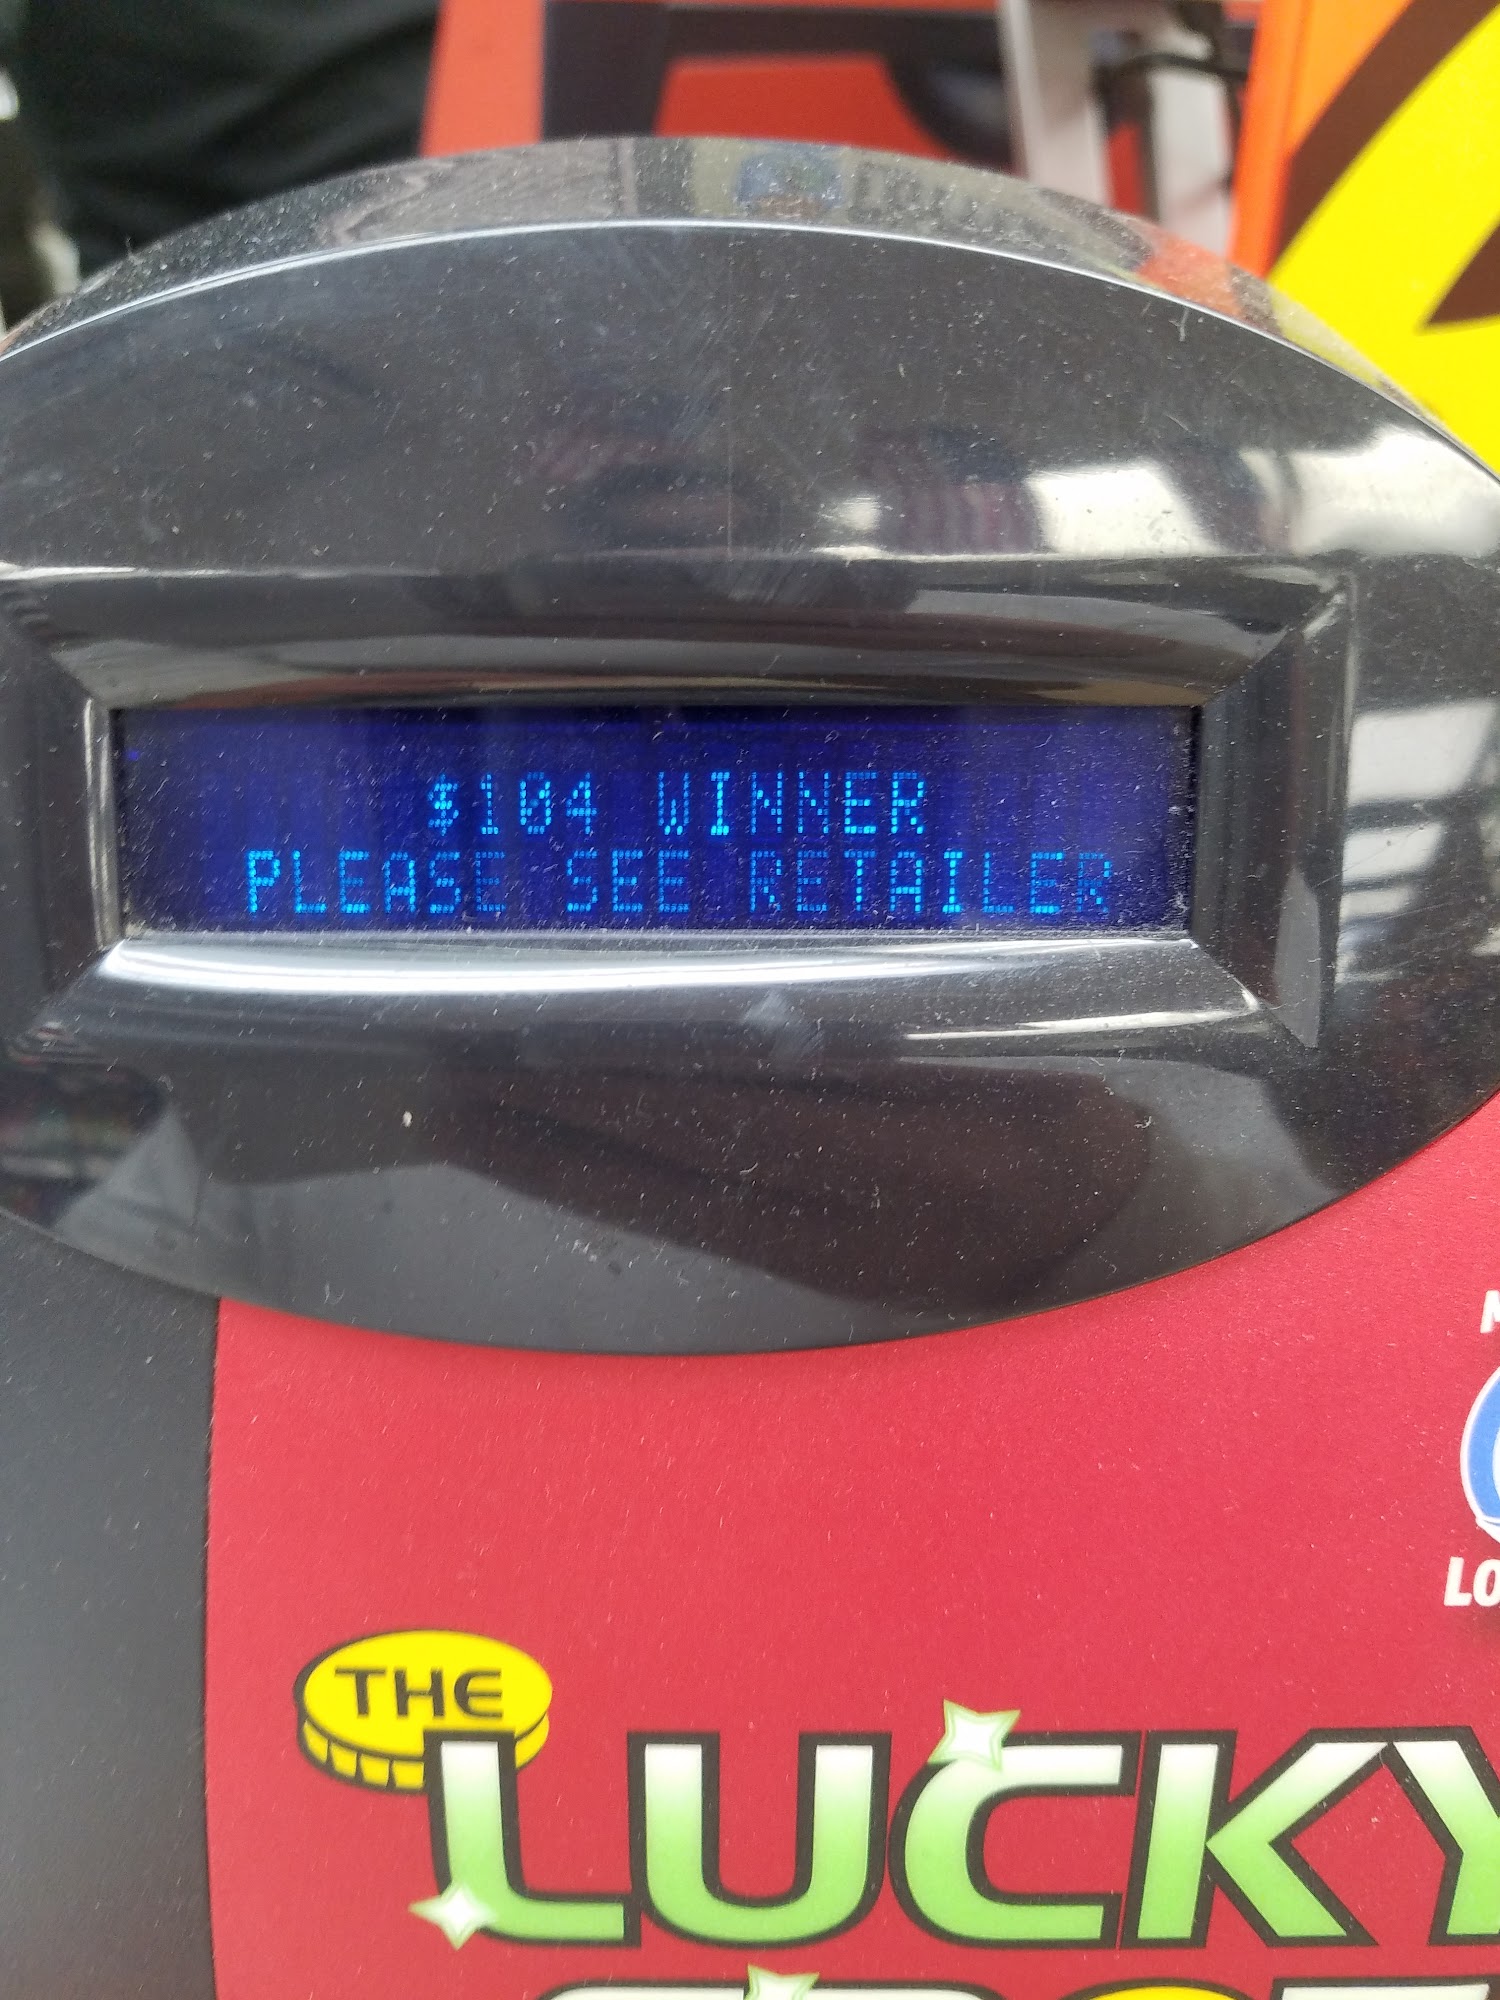 $104 WINNER
PLEASE SEE RETAILER
THE
LUCKY